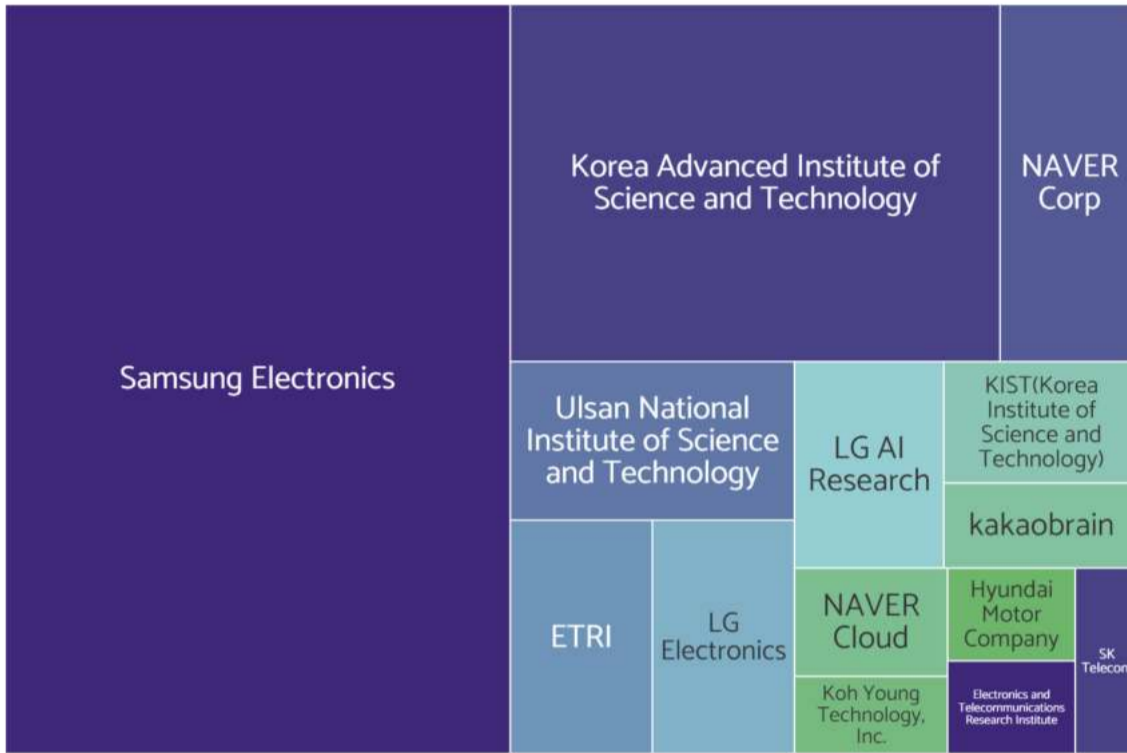 Samsung Electronics
Korea Advanced Institute of
Science and Technology
NAVER
Corp
Ulsan National
Institute of Science
and Technology
LG AI
Research
KIST(Korea
Institute of
Science and
Technology)
kakaobrain
ETRI
LG
Electronics
NAVER
Cloud
Hyundai
Motor
Company
SK
Telecom
Koh Young
Technology,
Inc.
Electronics and
Telecommunications
Research Institute